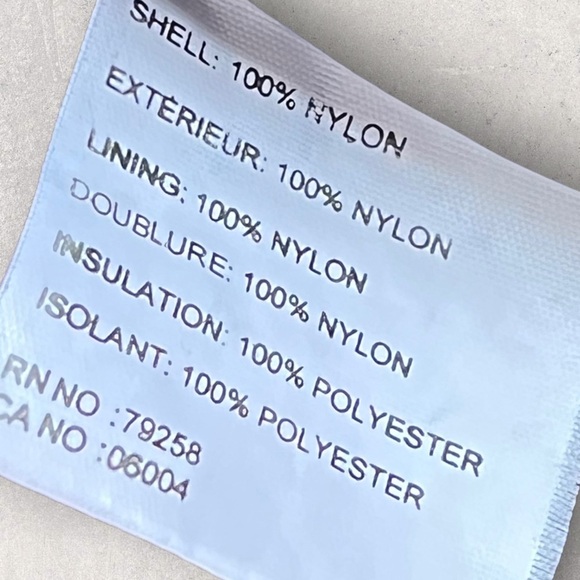 SHELL: 100% NYLON
EXTÉRIEUR: 100% NYLON
LINING: 100% NYLON
DOUBLURE: 100% NYLON
INSULATION: 100% POLYESTER
ISOLANT: 100% POLYESTER
RN NO :79258
CA NO :06004